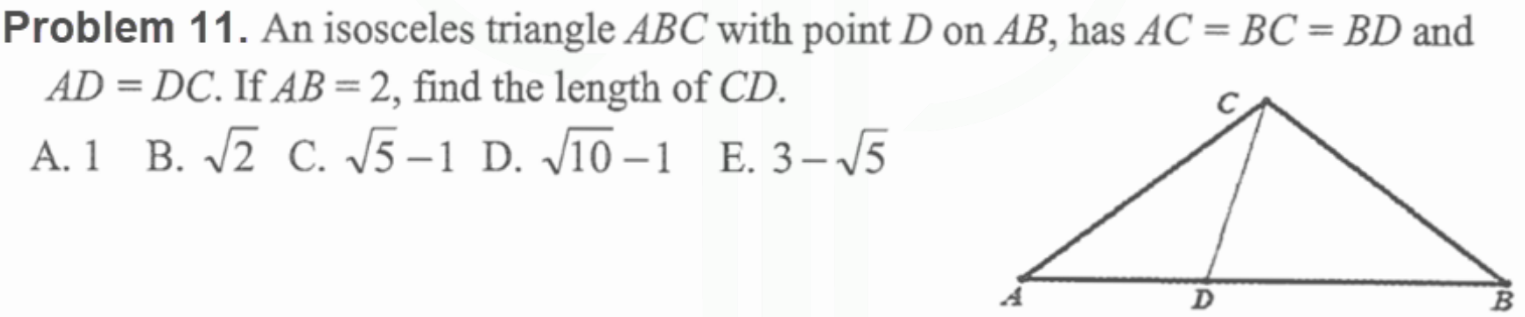 Problem 11. An isosceles triangle ABC with point D on AB, has AC = BC = BD and
AD = DC. If AB = 2, find the length of CD.
A. 1 B. √2 C. √5 – 1 D. √10 – 1 E. 3 – √5
C
A D B